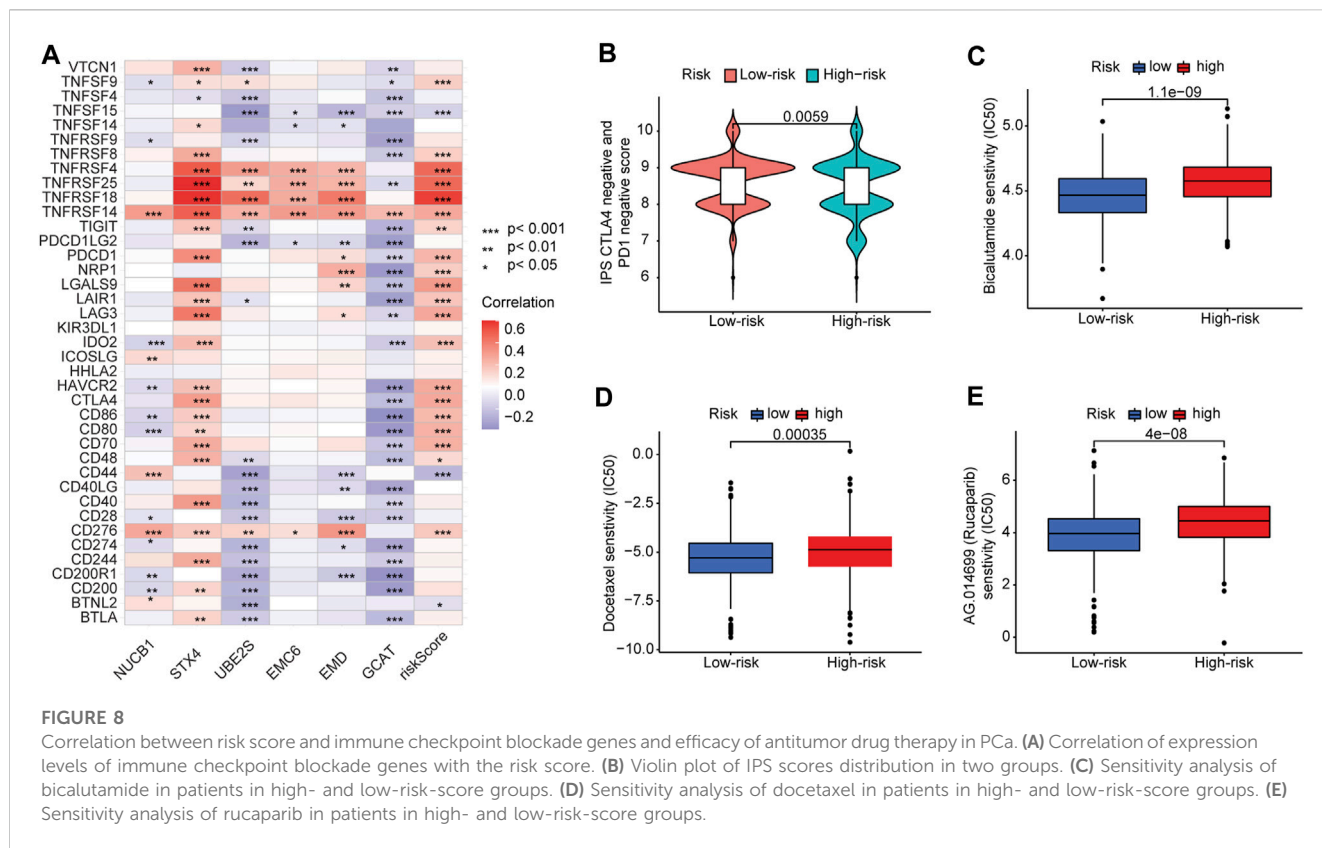 A
VTCN1 *** *** **
TNFSF9 * * * * ***
TNFSF4 * *** ***
TNFSF15 *** * *** *** ***
TNFSF14 * * *
TNFRSF9 * *** ***
TNFRSF8 *** *** ***
TNFRSF4 *** *** *** *** ***
TNFRSF25 *** ** *** *** ** ***
TNFRSF18 *** *** *** *** ***
TNFRSF14 *** *** *** *** *** *** ***
TIGIT *** ** *** **
PDCD1LG2 *** * ** ***
PDCD1 *** * *** ***
NRP1 *** *** ***
LGALS9 *** ** *** ***
LAIR1 *** * *** ***
LAG3 *** * ** ***
KIR3DL1
IDO2 *** *** *** ***
ICOSLG **
HHLA2
HAVCR2 ** *** *** ***
CTLA4 *** *** ***
CD86 ** *** *** ***
CD80 *** ** *** ***
CD70 *** *** ***
CD48 *** ** *** *
CD44 *** *** *** ***
CD40LG *** ** ***
CD40 *** *** ***
CD28 * *** *** ***
CD276 *** *** ** * *** ***
CD274 * *** * ***
CD244 *** *** ***
CD200R1 ** *** *** ***
CD200 ** ** *** ***
BTNL2 * *** *
BTLA ** *** ***
NUCB1 STX4 UBE2S EMC6 EMD GCAT riskScore
*** p< 0.001
** p< 0.01
* p< 0.05
Correlation
0.6
0.4
0.2
0.0
−0.2
B
Risk Low-risk High-risk
0.0059
IPS CTLA4 negative and
PD1 negative score
10
9
8
7
6
Low-risk High-risk
C
Risk low high
1.1e−09
Bicalutamide senstivity (IC50)
5.0
4.5
4.0
Low-risk High-risk
D
Risk low high
0.00035
Docetaxel senstivity (IC50)
0.0
−2.5
−5.0
−7.5
−10.0
Low-risk High-risk
E
Risk low high
4e−08
AG.014699 (Rucaparib)
senstivity (IC50)
6
4
2
0
Low-risk High-risk
FIGURE 8
Correlation between risk score and immune checkpoint blockade genes and efficacy of antitumor drug therapy in PCa. (A) Correlation of expression
levels of immune checkpoint blockade genes with the risk score. (B) Violin plot of IPS scores distribution in two groups. (C) Sensitivity analysis of
bicalutamide in patients in high- and low-risk-score groups. (D) Sensitivity analysis of docetaxel in patients in high- and low-risk-score groups. (E)
Sensitivity analysis of rucaparib in patients in high- and low-risk-score groups.